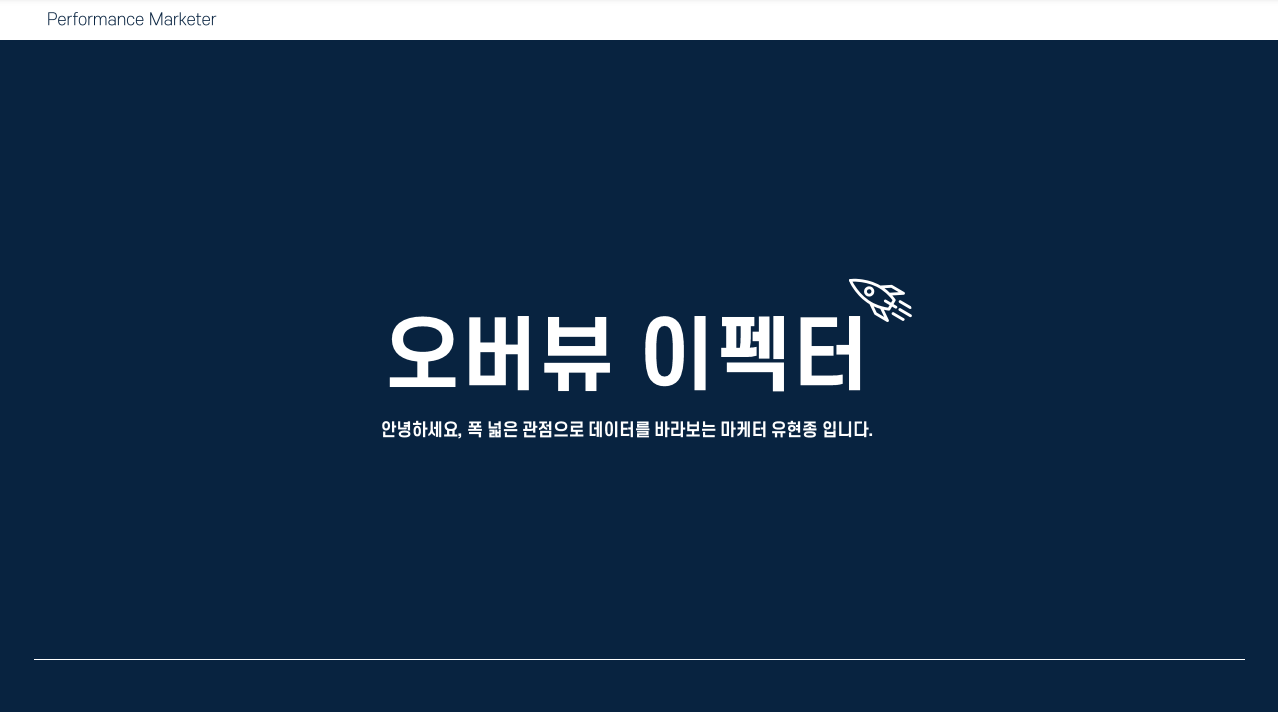 Performance Marketer
오버뷰 이펙터
안녕하세요, 폭 넓은 관점으로 데이터를 바라보는 마케터 유현종 입니다.